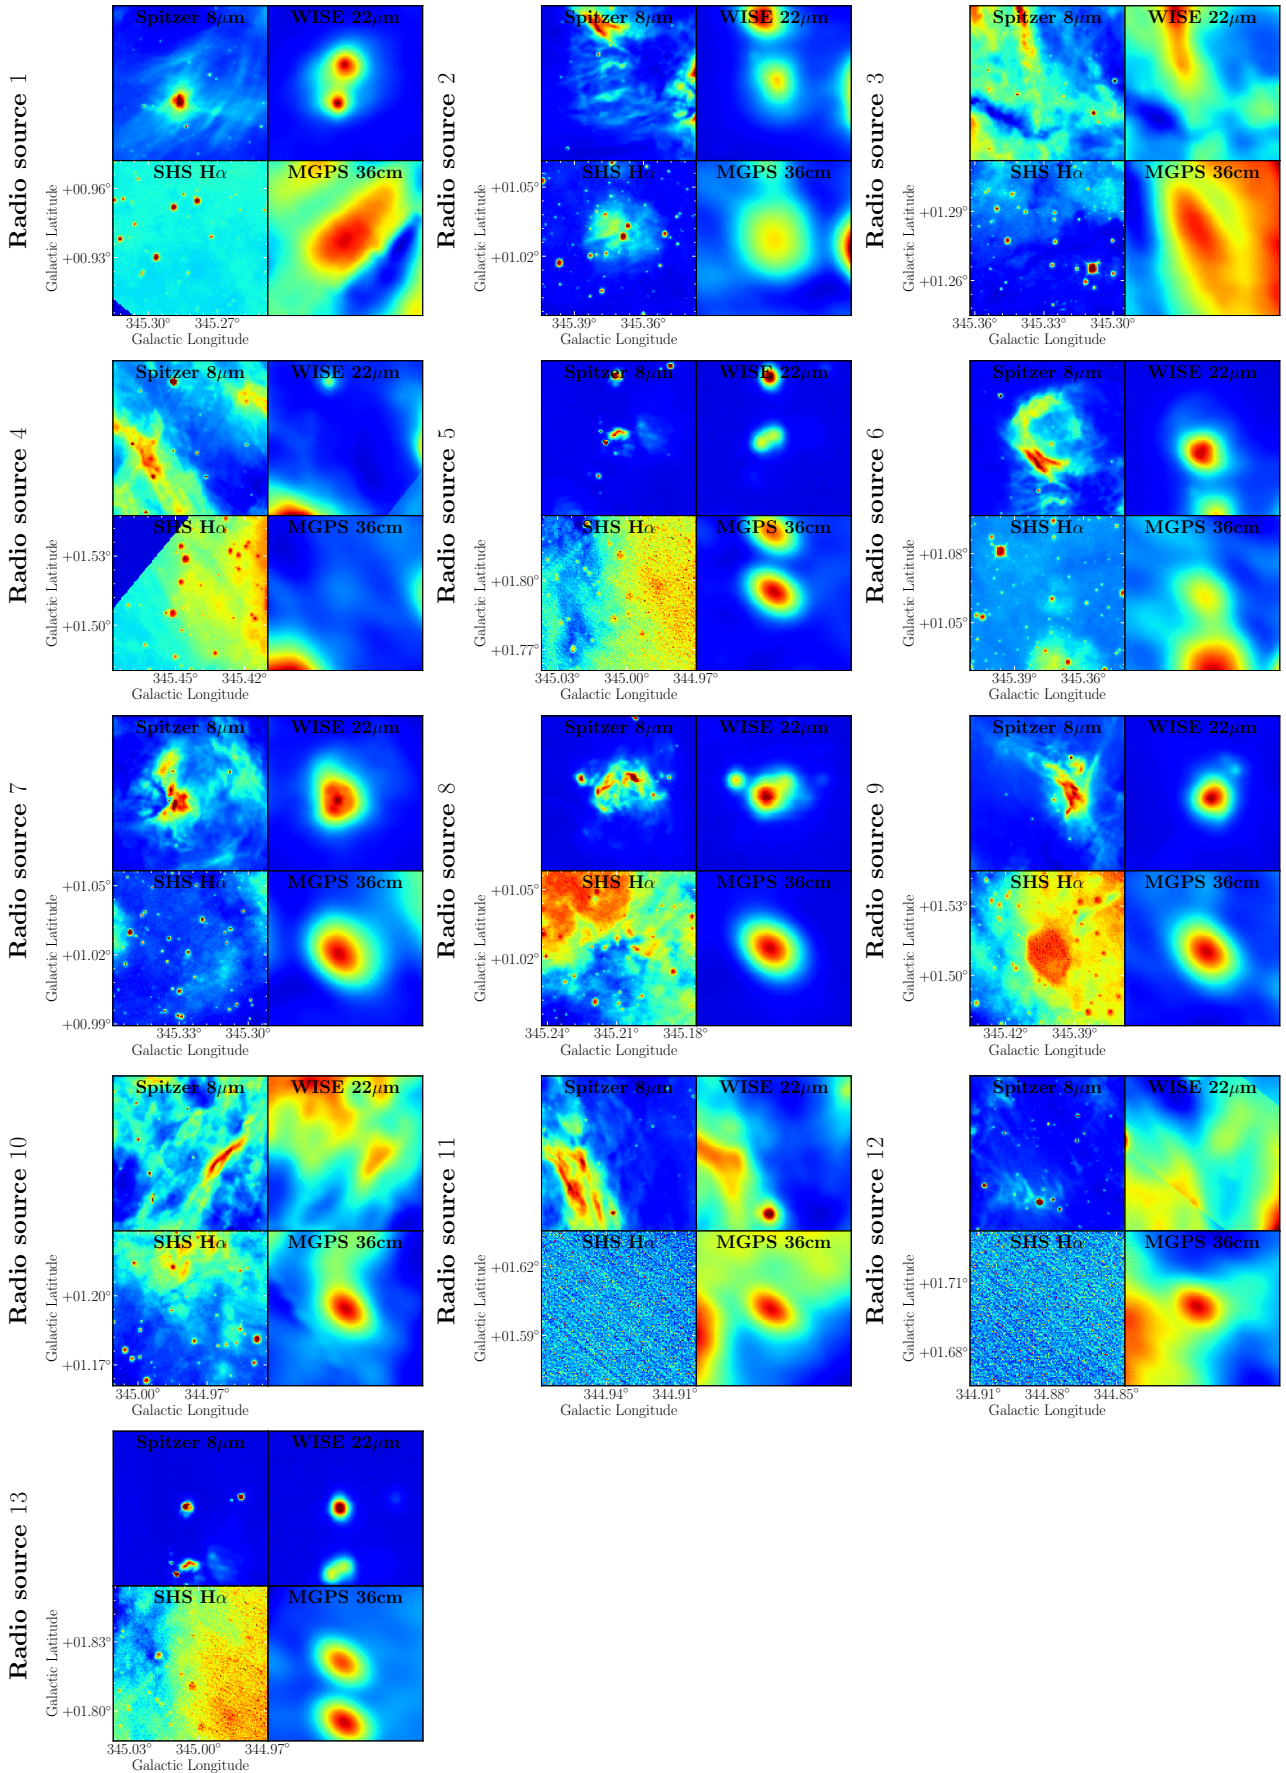 Radio source 1
Spitzer 8μm
WISE 22μm
SHS Hα
MGPS 36cm
Galactic Latitude
+00.96°
+00.93°
345.30° 345.27°
Galactic Longitude
Radio source 2
Spitzer 8μm
WISE 22μm
SHS Hα
MGPS 36cm
Galactic Latitude
+01.05°
+01.02°
345.39° 345.36°
Galactic Longitude
Radio source 3
Spitzer 8μm
WISE 22μm
SHS Hα
MGPS 36cm
Galactic Latitude
+01.29°
+01.26°
345.36° 345.33° 345.30°
Galactic Longitude
Radio source 4
Spitzer 8μm
WISE 22μm
SHS Hα
MGPS 36cm
Galactic Latitude
+01.53°
+01.50°
345.45° 345.42°
Galactic Longitude
Radio source 5
Spitzer 8μm
WISE 22μm
SHS Hα
MGPS 36cm
Galactic Latitude
+01.80°
+01.77°
345.03° 345.00° 344.97°
Galactic Longitude
Radio source 6
Spitzer 8μm
WISE 22μm
SHS Hα
MGPS 36cm
Galactic Latitude
+01.08°
+01.05°
345.39° 345.36°
Galactic Longitude
Radio source 7
Spitzer 8μm
WISE 22μm
SHS Hα
MGPS 36cm
Galactic Latitude
+01.05°
+01.02°
+00.99°
345.33° 345.30°
Galactic Longitude
Radio source 8
Spitzer 8μm
WISE 22μm
SHS Hα
MGPS 36cm
Galactic Latitude
+01.05°
+01.02°
345.24° 345.21° 345.18°
Galactic Longitude
Radio source 9
Spitzer 8μm
WISE 22μm
SHS Hα
MGPS 36cm
Galactic Latitude
+01.53°
+01.50°
345.42° 345.39°
Galactic Longitude
Radio source 10
Spitzer 8μm
WISE 22μm
SHS Hα
MGPS 36cm
Galactic Latitude
+01.20°
+01.17°
345.00° 344.97°
Galactic Longitude
Radio source 11
Spitzer 8μm
WISE 22μm
SHS Hα
MGPS 36cm
Galactic Latitude
+01.62°
+01.59°
344.94° 344.91°
Galactic Longitude
Radio source 12
Spitzer 8μm
WISE 22μm
SHS Hα
MGPS 36cm
Galactic Latitude
+01.71°
+01.68°
344.91° 344.88° 344.85°
Galactic Longitude
Radio source 13
Spitzer 8μm
WISE 22μm
SHS Hα
MGPS 36cm
Galactic Latitude
+01.83°
+01.80°
345.03° 345.00° 344.97°
Galactic Longitude